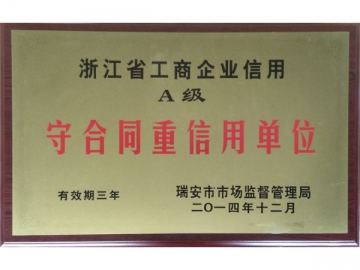 浙江省工商企业信用
A级
守合同重信用单位
有效期三年
瑞安市市场监督管理局
二〇一四年十二月